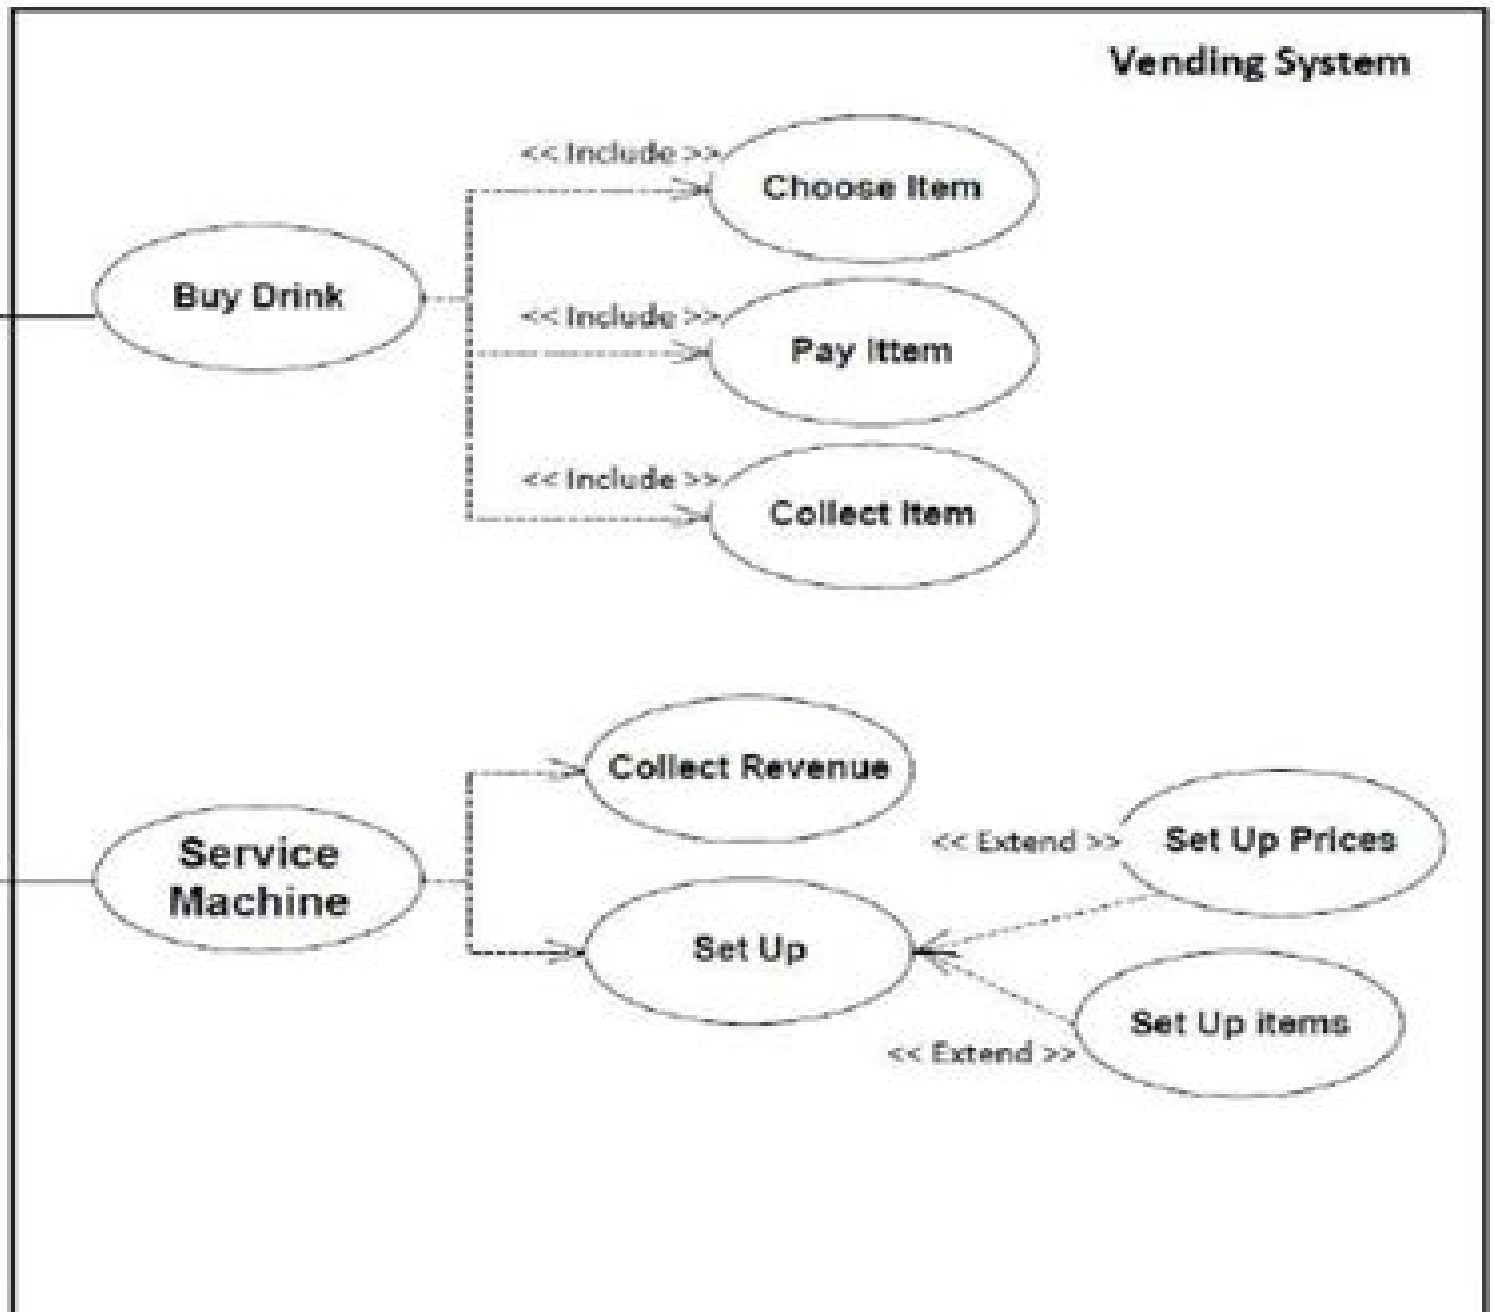 Vending System
<< Include >>
Choose Item
Buy Drink
<< Include >>
Pay Ittem
<< Include >>
Collect Item
Collect Revenue
Service
Machine
<< Extend >>
Set Up Prices
Set Up
Set Up items
<< Extend >>